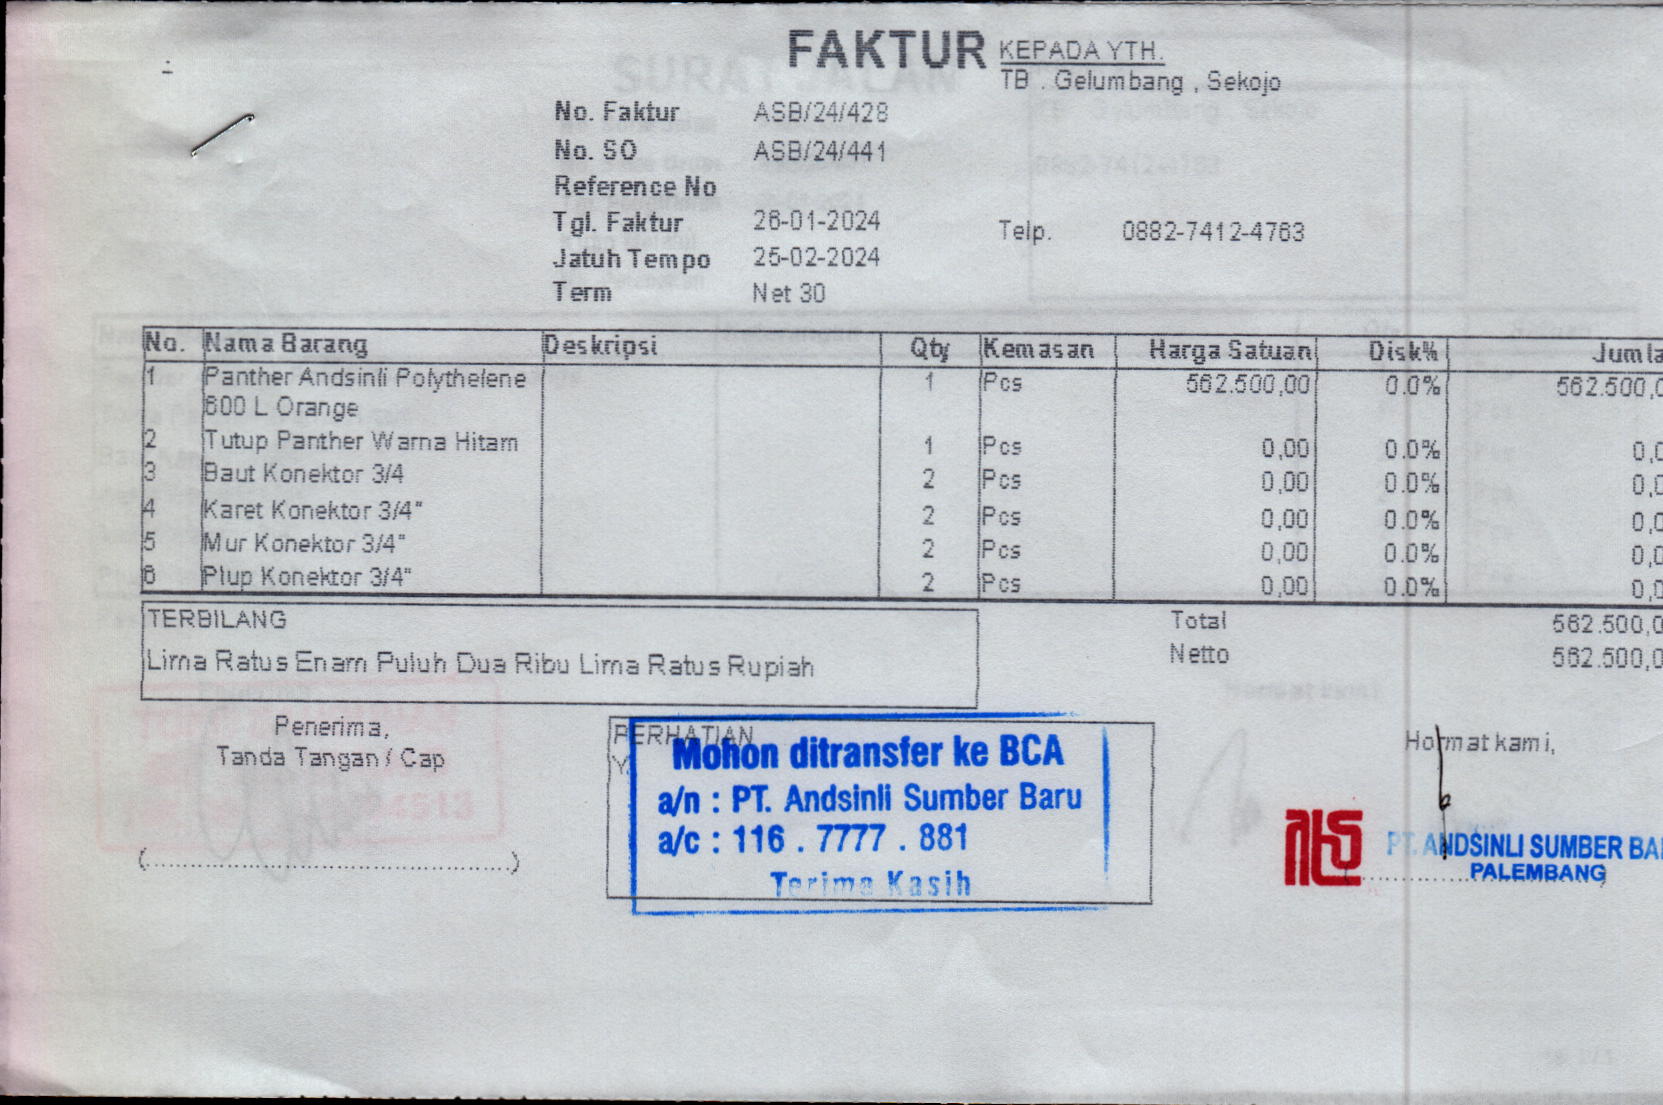 FAKTUR
KEPADA YTH.
TB . Gelumbang , Sekojo
No. Faktur ASB/24/428
No. SO ASB/24/441
Reference No
Tgl. Faktur 26-01-2024
Telp. 0882-7412-4763
Jatuh Tempo 25-02-2024
Term Net 30
No. Nama Barang Deskripsi Qty Kemasan Harga Satuan Disk% Jumla
1 Panther Andsinli Polythelene 1 Pcs 562.500,00 0.0% 562.500,0
600 L Orange
2 Tutup Panther Warna Hitam 1 Pcs 0,00 0.0% 0,0
3 Baut Konektor 3/4 2 Pcs 0,00 0.0% 0,0
4 Karet Konektor 3/4" 2 Pcs 0,00 0.0% 0,0
5 Mur Konektor 3/4" 2 Pcs 0,00 0.0% 0,0
6 Plup Konektor 3/4" 2 Pcs 0,00 0.0% 0,0
TERBILANG
Lima Ratus Enam Puluh Dua Ribu Lima Ratus Rupiah
Total 562.500,0
Netto 562.500,0
Penerima,
Tanda Tangan / Cap
(........................................)
PERHATIAN
Mohon ditransfer ke BCA
a/n : PT. Andsinli Sumber Baru
a/c : 116 . 7777 . 881
Terima Kasih
Hormat kami,
PT. ANDSINLI SUMBER BA
PALEMBANG